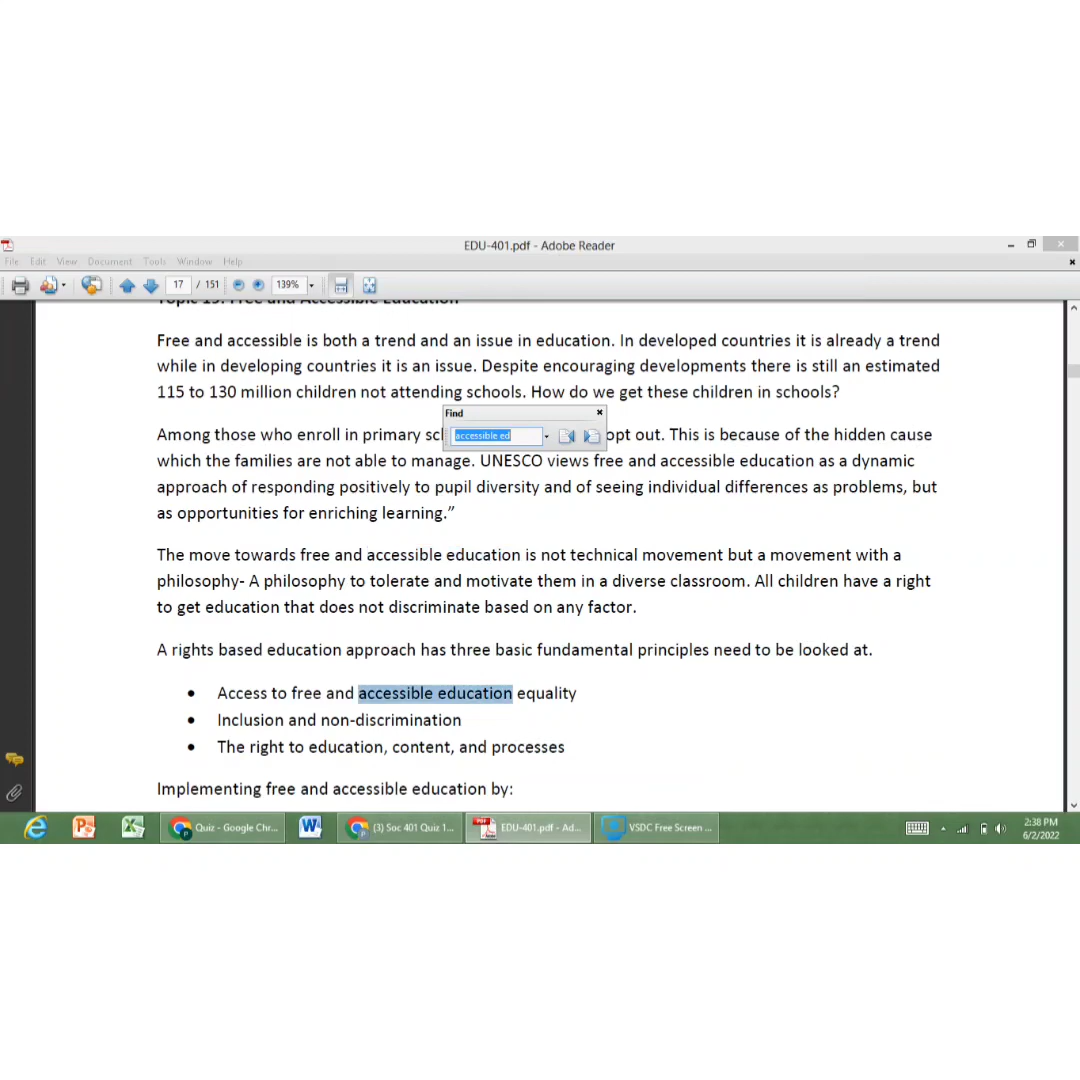 EDU-401.pdf - Adobe Reader
File Edit View Document Tools Window Help
17 / 151 139%
Topic 15: Free and Accessible Education
Free and accessible is both a trend and an issue in education. In developed countries it is already a trend
while in developing countries it is an issue. Despite encouraging developments there is still an estimated
115 to 130 million children not attending schools. How do we get these children in schools?
Find
accessible ed
Among those who enroll in primary opt out. This is because of the hidden cause
which the families are not able to manage. UNESCO views free and accessible education as a dynamic
approach of responding positively to pupil diversity and of seeing individual differences as problems, but
as opportunities for enriching learning.”
The move towards free and accessible education is not technical movement but a movement with a
philosophy- A philosophy to tolerate and motivate them in a diverse classroom. All children have a right
to get education that does not discriminate based on any factor.
A rights based education approach has three basic fundamental principles need to be looked at.
• Access to free and accessible education equality
• Inclusion and non-discrimination
• The right to education, content, and processes
Implementing free and accessible education by:
Quiz - Google Chr... (3) Soc 401 Quiz 1... EDU-401.pdf - Ad... VSDC Free Screen ...
2:38 PM
6/2/2022